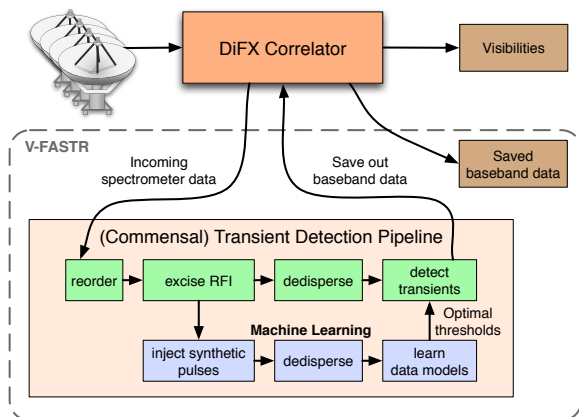 DiFX Correlator
Visibilities
V-FASTR
Incoming
spectrometer data
Save out
baseband data
Saved
baseband data
(Commensal) Transient Detection Pipeline
reorder
excise RFI
dedisperse
detect
transients
Machine Learning
Optimal
thresholds
inject synthetic
pulses
dedisperse
learn
data models